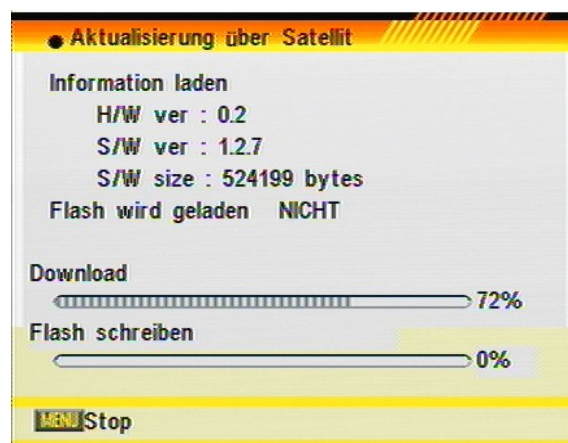 Aktualisierung über Satellit
Information laden
H/W ver : 0.2
S/W ver : 1.2.7
S/W size : 524199 bytes
Flash wird geladen NICHT
Download
72%
Flash schreiben
0%
MENU Stop